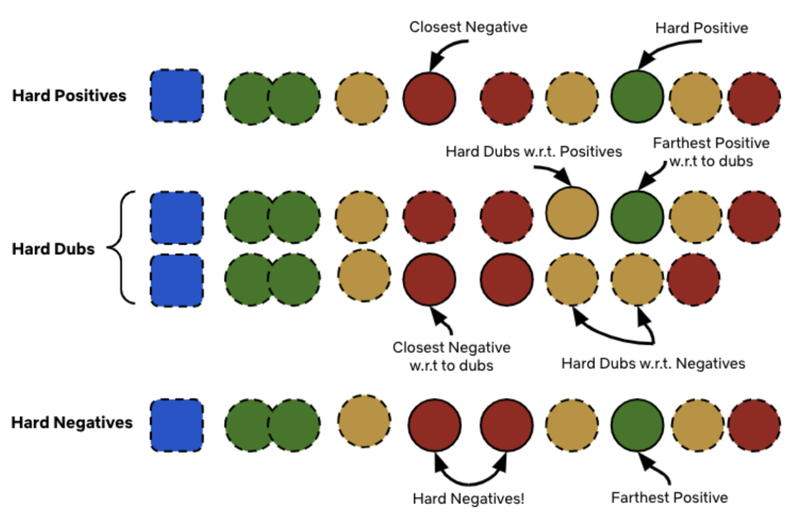 Closest Negative
Hard Positive
Hard Positives
Hard Dubs w.r.t. Positives
Farthest Positive
w.r.t to dubs
Hard Dubs
Closest Negative
w.r.t to dubs
Hard Dubs w.r.t. Negatives
Hard Negatives
Hard Negatives!
Farthest Positive